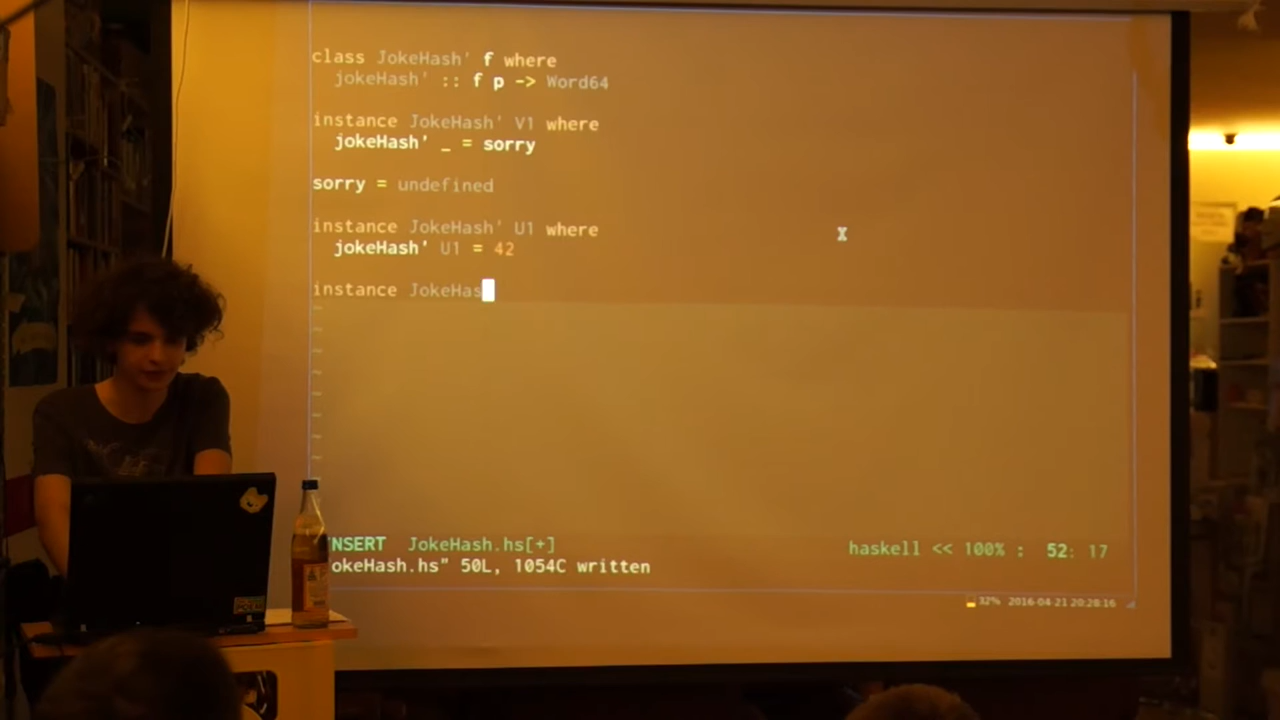 class JokeHash' f where
jokeHash' :: f p -> Word64
instance JokeHash' V1 where
jokeHash' _ = sorry
sorry = undefined
instance JokeHash' U1 where
jokeHash' U1 = 42
instance JokeHas
NSERT JokeHash.hs[+]
haskell << 100% : 52: 17
okeHash.hs" 50L, 1054C written
32% 2016-04-21 20:28:16